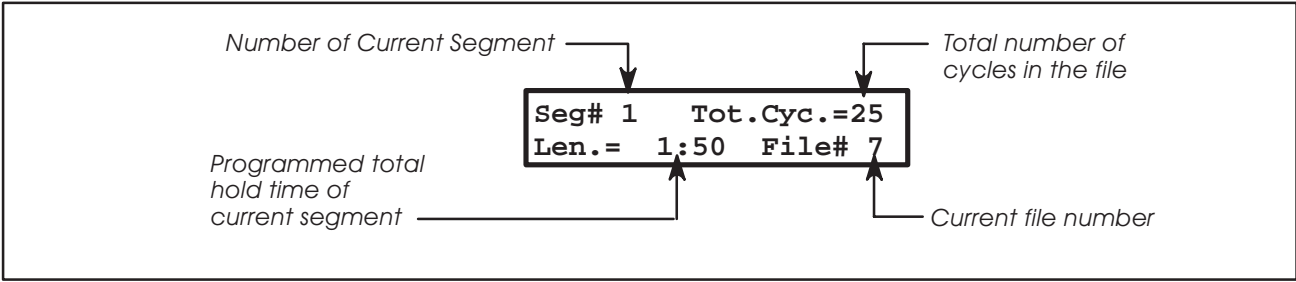 Number of Current Segment
Total number of
cycles in the file
Seg# 1 Tot.Cyc.=25
Len.= 1:50 File# 7
Programmed total
hold time of
current segment
Current file number